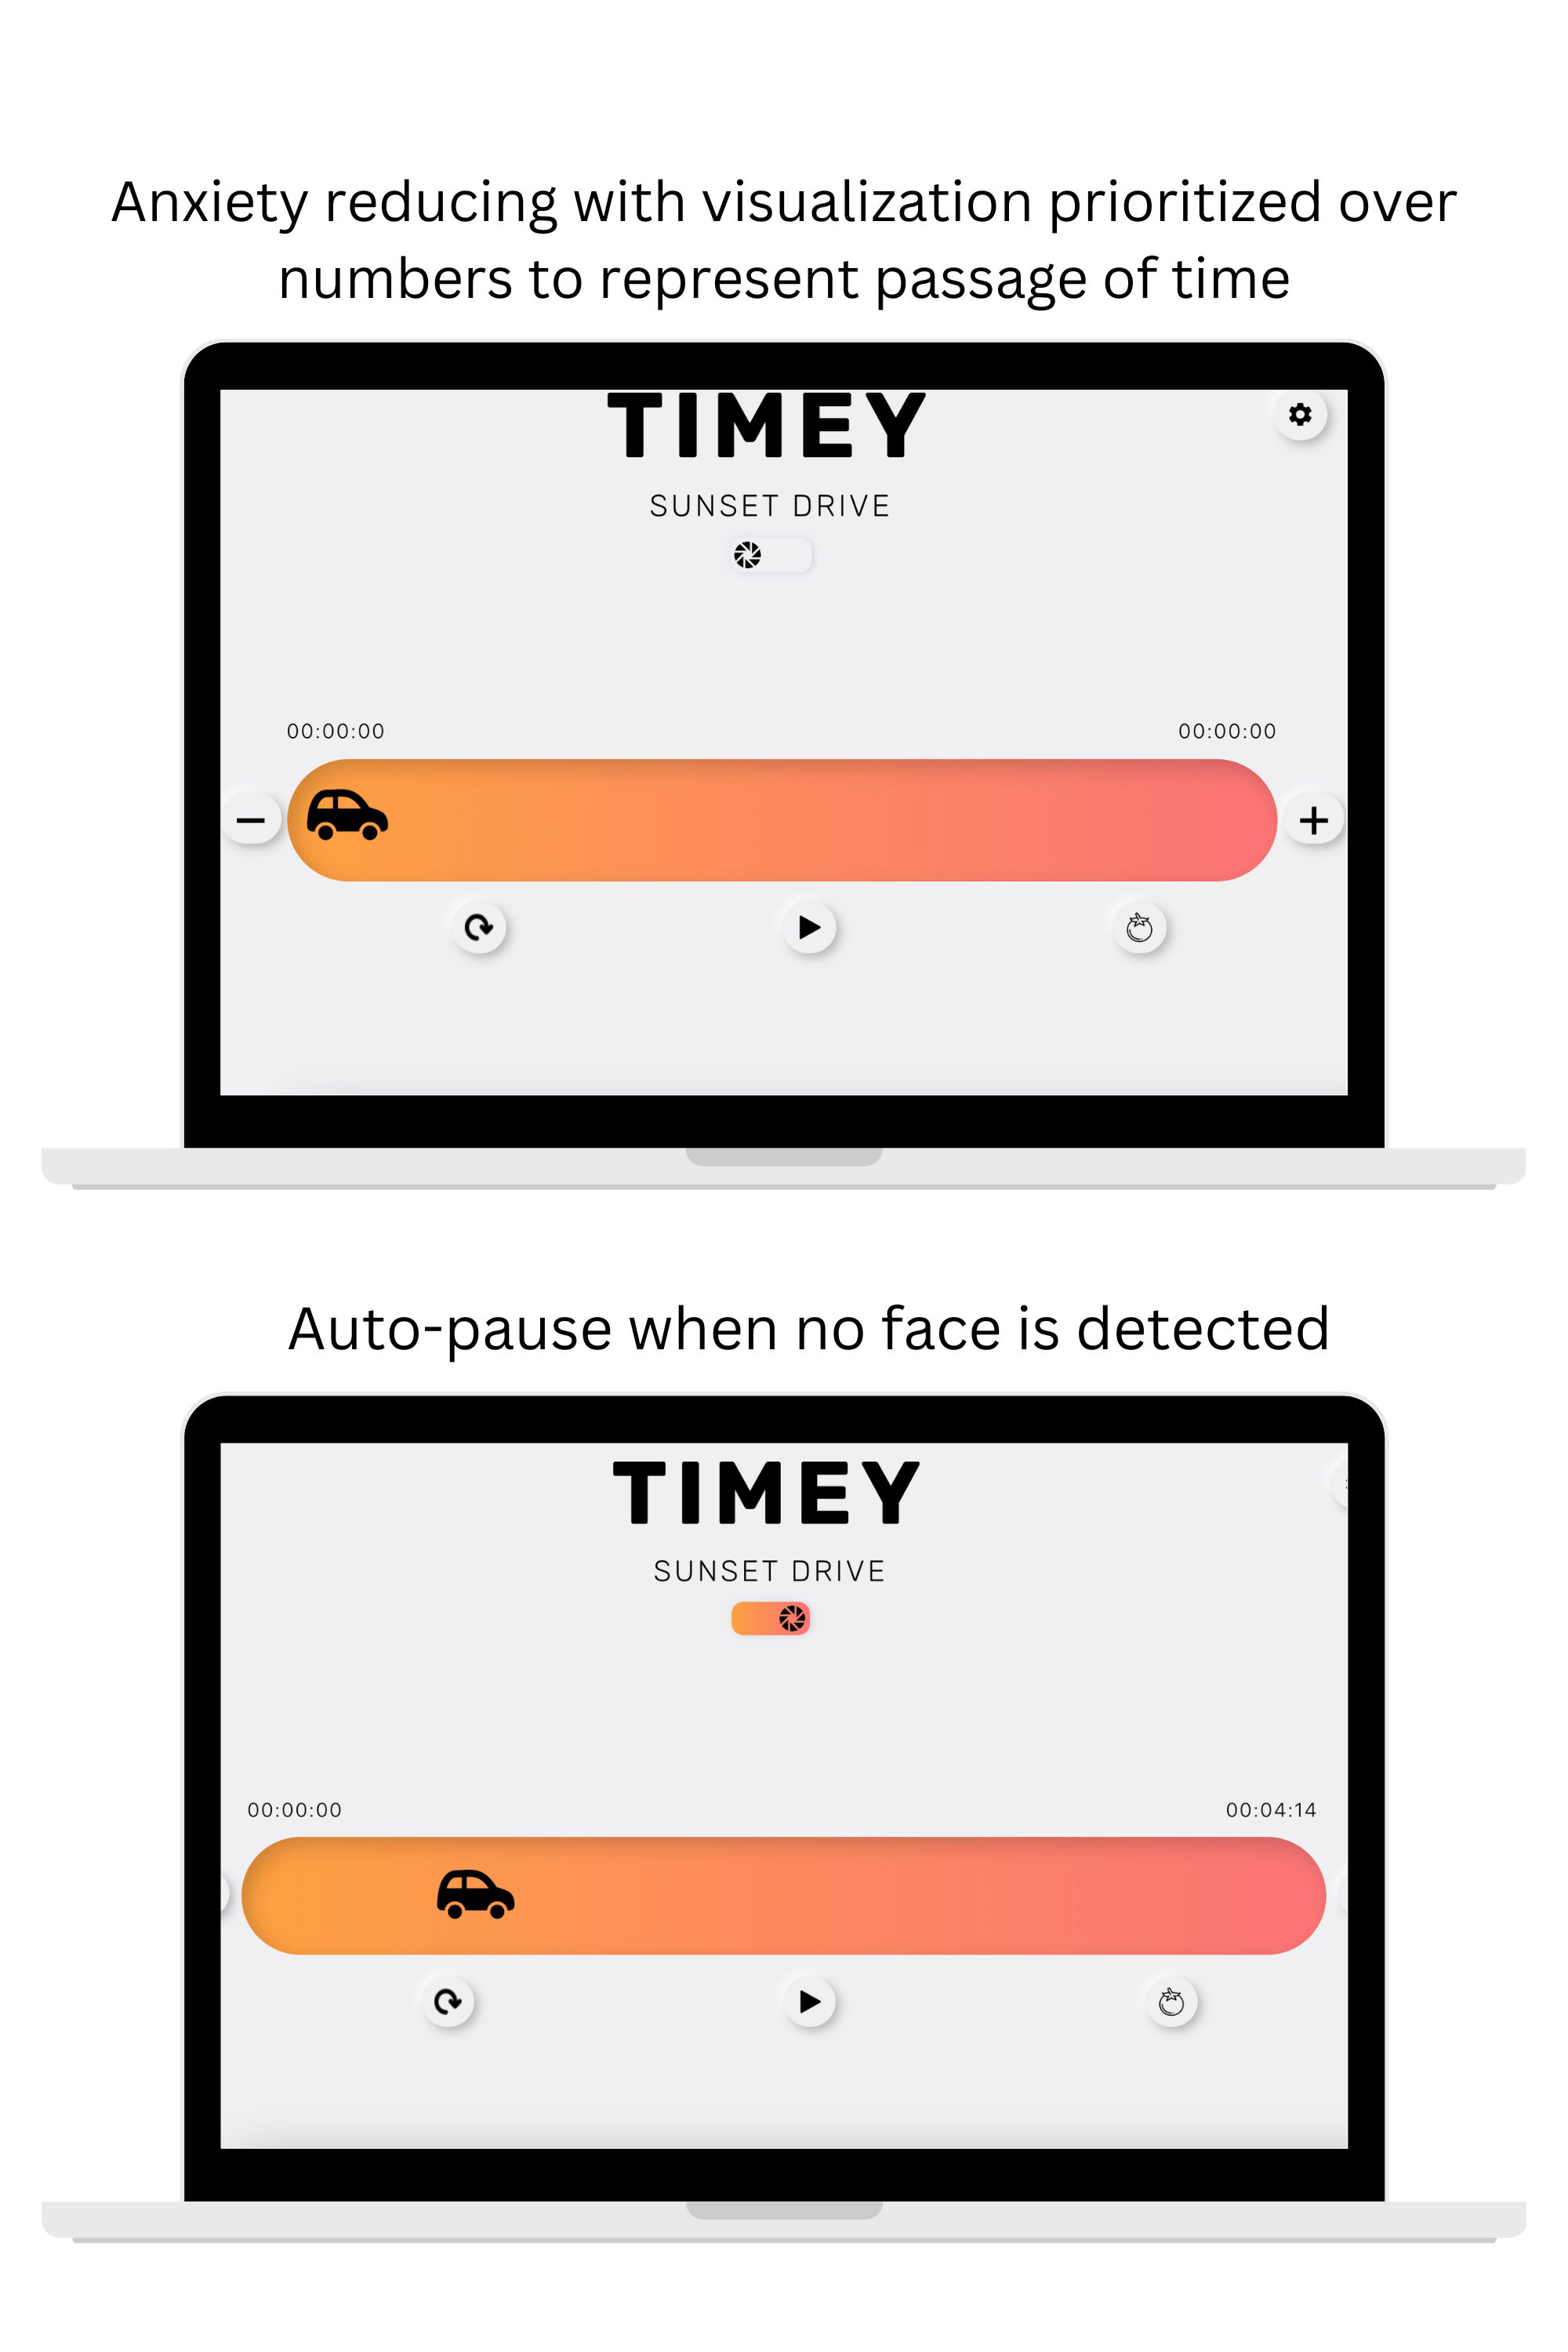 Anxiety reducing with visualization prioritized over
numbers to represent passage of time
TIMEY
SUNSET DRIVE
00:00:00 00:00:00
Auto-pause when no face is detected
TIMEY
SUNSET DRIVE
00:00:00 00:04:14